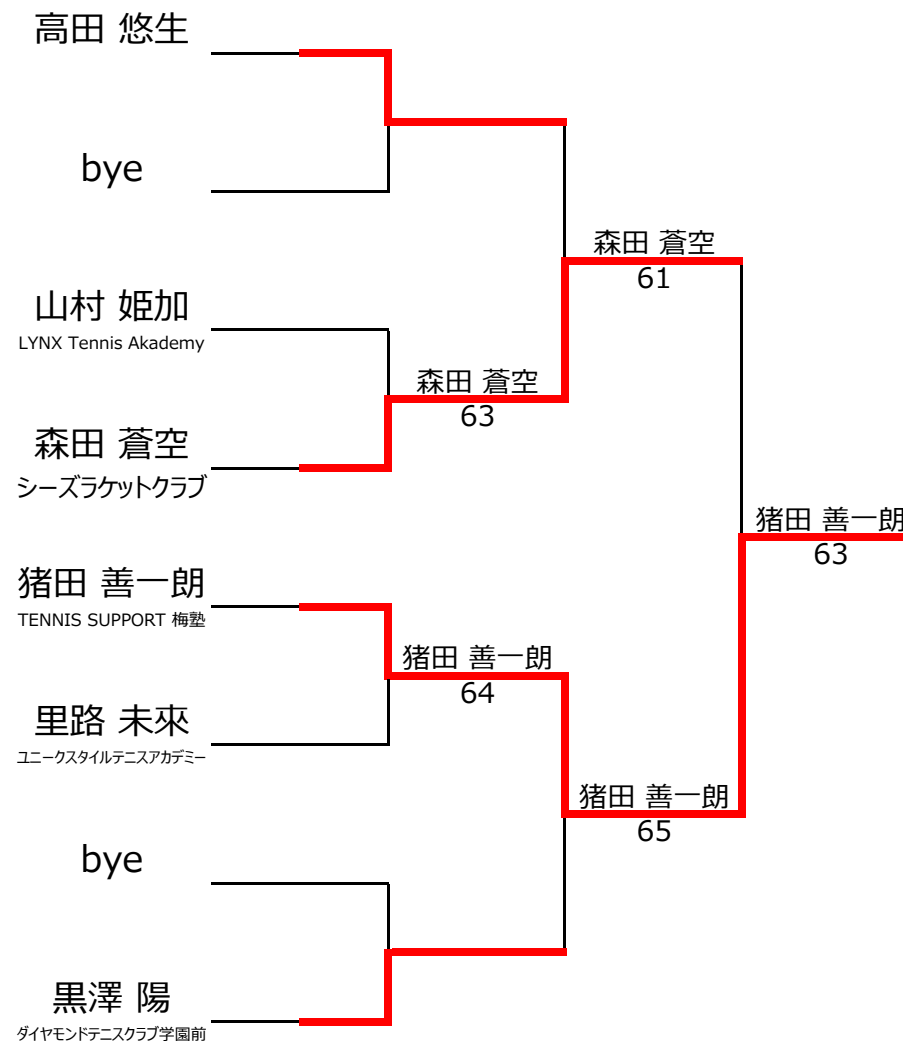 高田 悠生
bye
森田 蒼空
61
山村 姫加
LYNX Tennis Akademy
森田 蒼空
63
森田 蒼空
シーズラケットクラブ
猪田 善一朗
63
猪田 善一朗
TENNIS SUPPORT 梅塾
猪田 善一朗
64
里路 未來
ユニークスタイルテニスアカデミー
猪田 善一朗
65
bye
黒澤 陽
ダイヤモンドテニスクラブ学園前